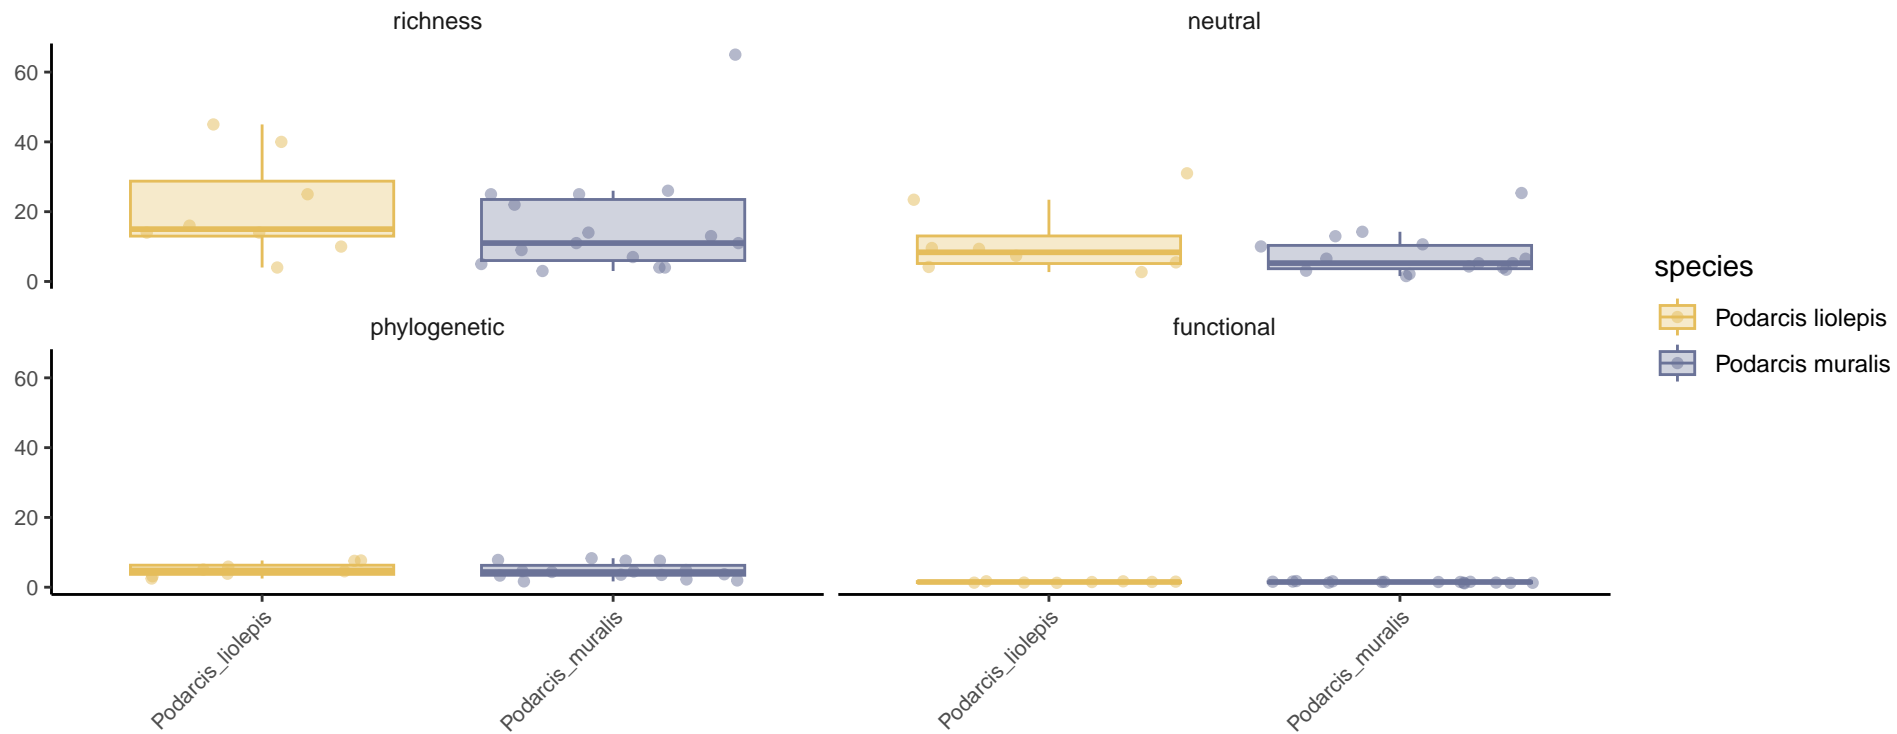 richness
neutral
60
40
20
0
phylogenetic
functional
60
40
20
0
Podarcis_liolepis
Podarcis_muralis
Podarcis_liolepis
Podarcis_muralis
species
Podarcis liolepis
Podarcis muralis